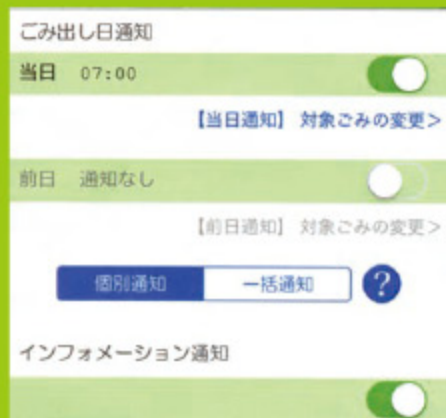 ごみ出し日通知
当日 07:00
【当日通知】 対象ごみの変更>
前日 通知なし
【前日通知】 対象ごみの変更>
個別通知 一括通知 ?
インフォメーション通知